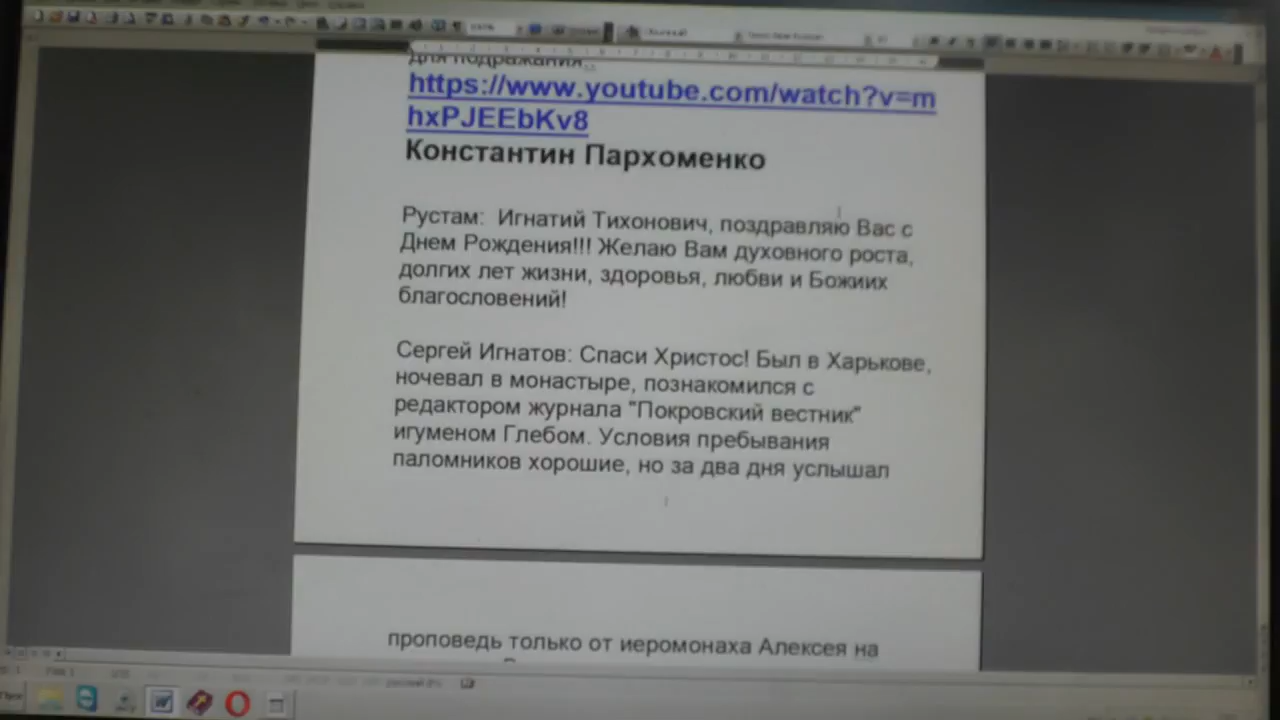 для подражания..
https://www.youtube.com/watch?v=m
hxPJEEbKv8
Константин Пархоменко
Рустам: Игнатий Тихонович, поздравляю Вас с
Днем Рождения!!! Желаю Вам духовного роста,
долгих лет жизни, здоровья, любви и Божиих
благословений!
Сергей Игнатов: Спаси Христос! Был в Харькове,
ночевал в монастыре, познакомился с
редактором журнала "Покровский вестник"
игуменом Глебом. Условия пребывания
паломников хорошие, но за два дня услышал
проповедь только от иеромонаха Алексея на